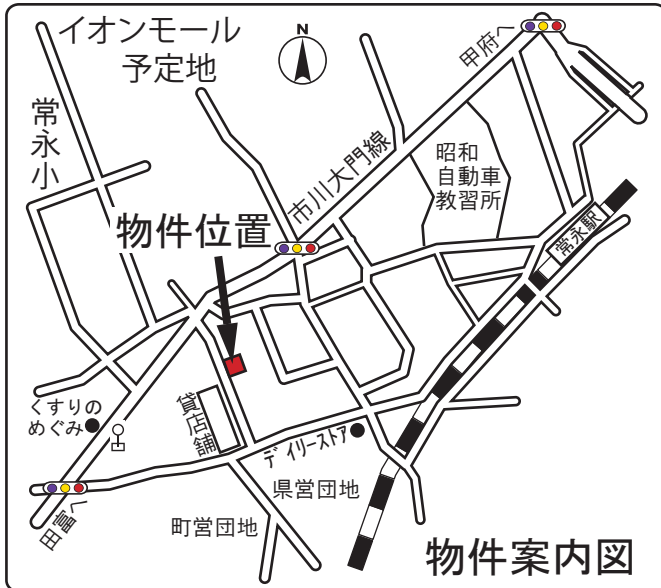 イオンモール
予定地
N
甲府へ
常永小
市川大門線
昭和
自動車
教習所
物件位置
常永駅
くすりの
めぐみ
貸店舗
デイリーストア
県営団地
田富へ
町営団地
物件案内図